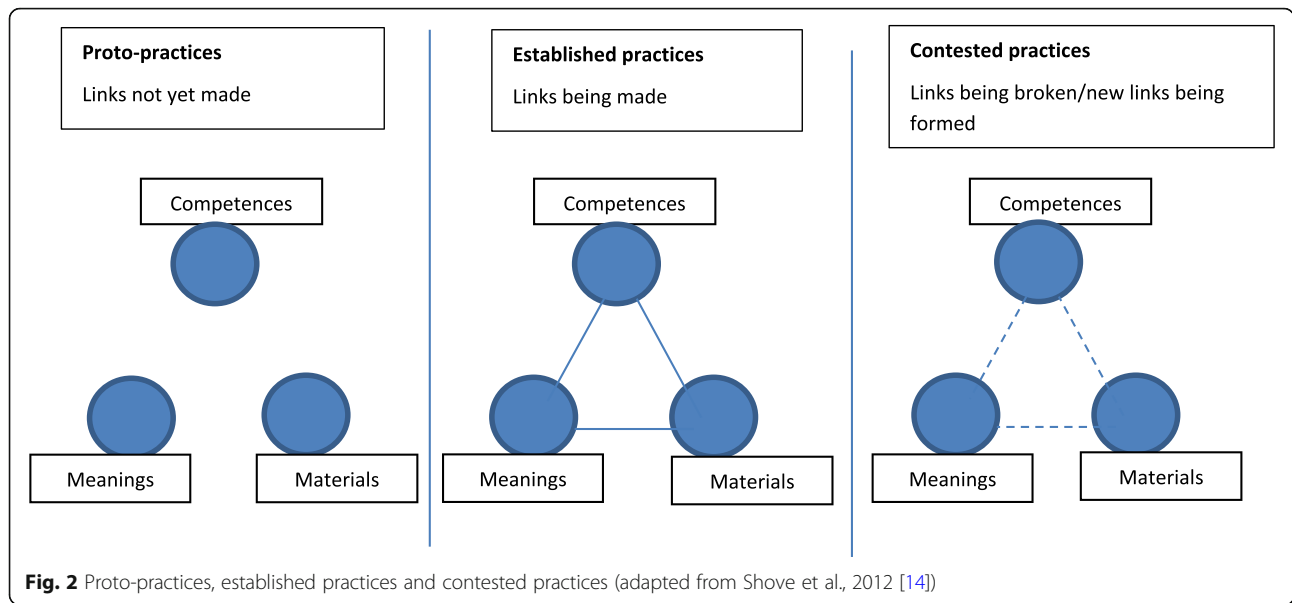 Proto-practices
Links not yet made
Competences
Meanings
Materials
Established practices
Links being made
Competences
Meanings
Materials
Contested practices
Links being broken/new links being
formed
Competences
Meanings
Materials
Fig. 2 Proto-practices, established practices and contested practices (adapted from Shove et al., 2012 [14])